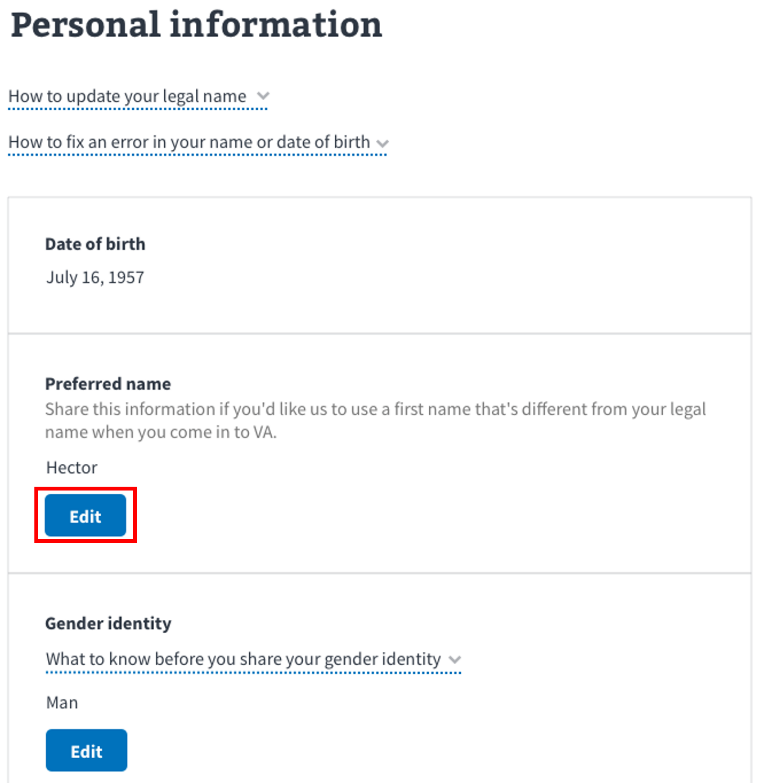 Personal information
How to update your legal name
How to fix an error in your name or date of birth
Date of birth
July 16, 1957
Preferred name
Share this information if you'd like us to use a first name that's different from your legal
name when you come in to VA.
Hector
Edit
Gender identity
What to know before you share your gender identity
Man
Edit